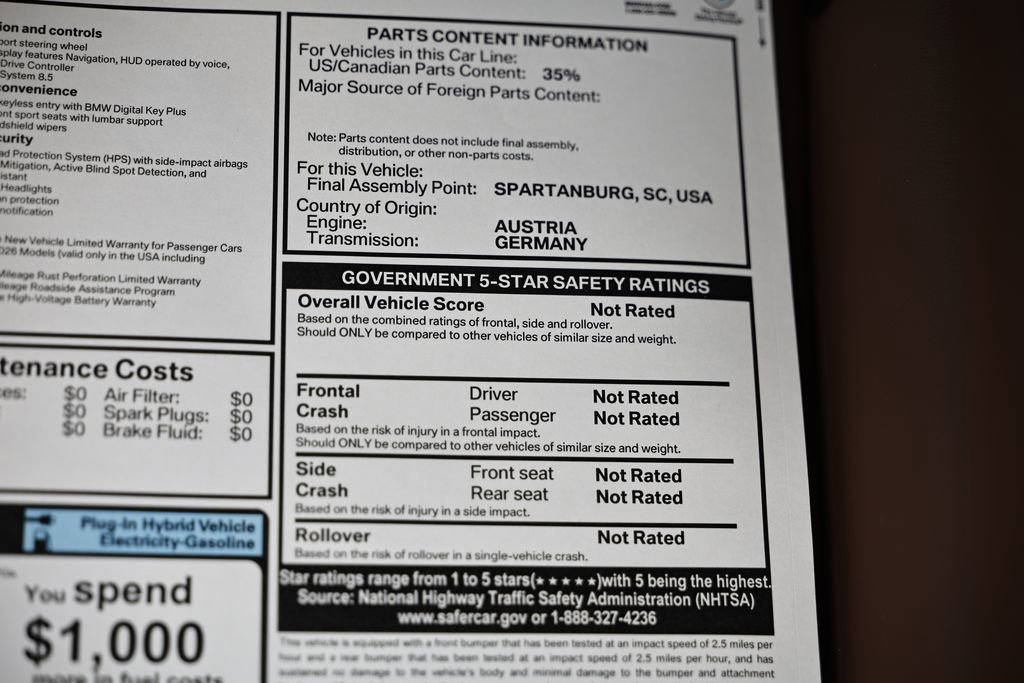 ion and controls
ort steering wheel
splay features Navigation, HUD operated by voice,
Drive Controller
System 8.5
onvenience
keyless entry with BMW Digital Key Plus
nt sport seats with lumbar support
dshield wipers
curity
ad Protection System (HPS) with side-impact airbags
Mitigation, Active Blind Spot Detection, and
istant
Headlights
n protection
notification
New Vehicle Limited Warranty for Passenger Cars
026 Models (valid only in the USA including
Mileage Rust Perforation Limited Warranty
ileage Roadside Assistance Program
e High-Voltage Battery Warranty
tenance Costs
es: $0 Air Filter: $0
: $0 Spark Plugs: $0
$0 Brake Fluid: $0
Plug-In Hybrid Vehicle
Electricity-Gasoline
You spend
$1,000
more in fuel costs
PARTS CONTENT INFORMATION
For Vehicles in this Car Line:
US/Canadian Parts Content: 35%
Major Source of Foreign Parts Content:
Note: Parts content does not include final assembly,
distribution, or other non-parts costs.
For this Vehicle:
Final Assembly Point: SPARTANBURG, SC, USA
Country of Origin:
Engine: AUSTRIA
Transmission: GERMANY
GOVERNMENT 5-STAR SAFETY RATINGS
Overall Vehicle Score Not Rated
Based on the combined ratings of frontal, side and rollover.
Should ONLY be compared to other vehicles of similar size and weight.
Frontal Driver Not Rated
Crash Passenger Not Rated
Based on the risk of injury in a frontal impact.
Should ONLY be compared to other vehicles of similar size and weight.
Side Front seat Not Rated
Crash Rear seat Not Rated
Based on the risk of injury in a side impact.
Rollover Not Rated
Based on the risk of rollover in a single-vehicle crash.
Star ratings range from 1 to 5 stars(★★★★★)with 5 being the highest.
Source: National Highway Traffic Safety Administration (NHTSA)
www.safercar.gov or 1-888-327-4236
This vehicle is equipped with a front bumper that has been tested at an impact speed of 2.5 miles per
hour and a rear bumper that has been tested at an impact speed of 2.5 miles per hour, and has
sustained no damage to the vehicle's body and minimal damage to the bumper and attachment